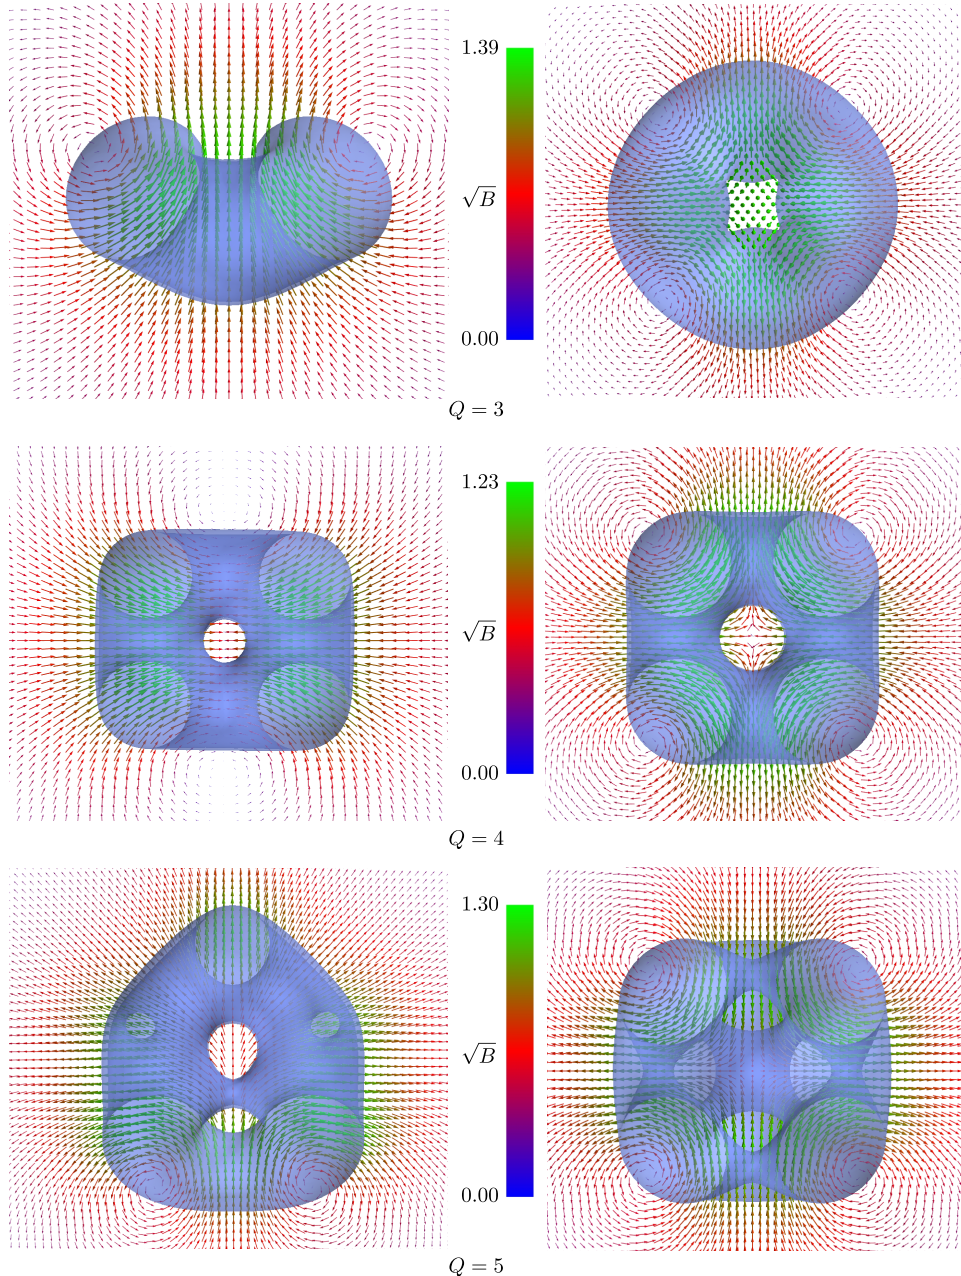 1.39
√B
0.00
Q = 3
1.23
√B
0.00
Q = 4
1.30
√B
0.00
Q = 5